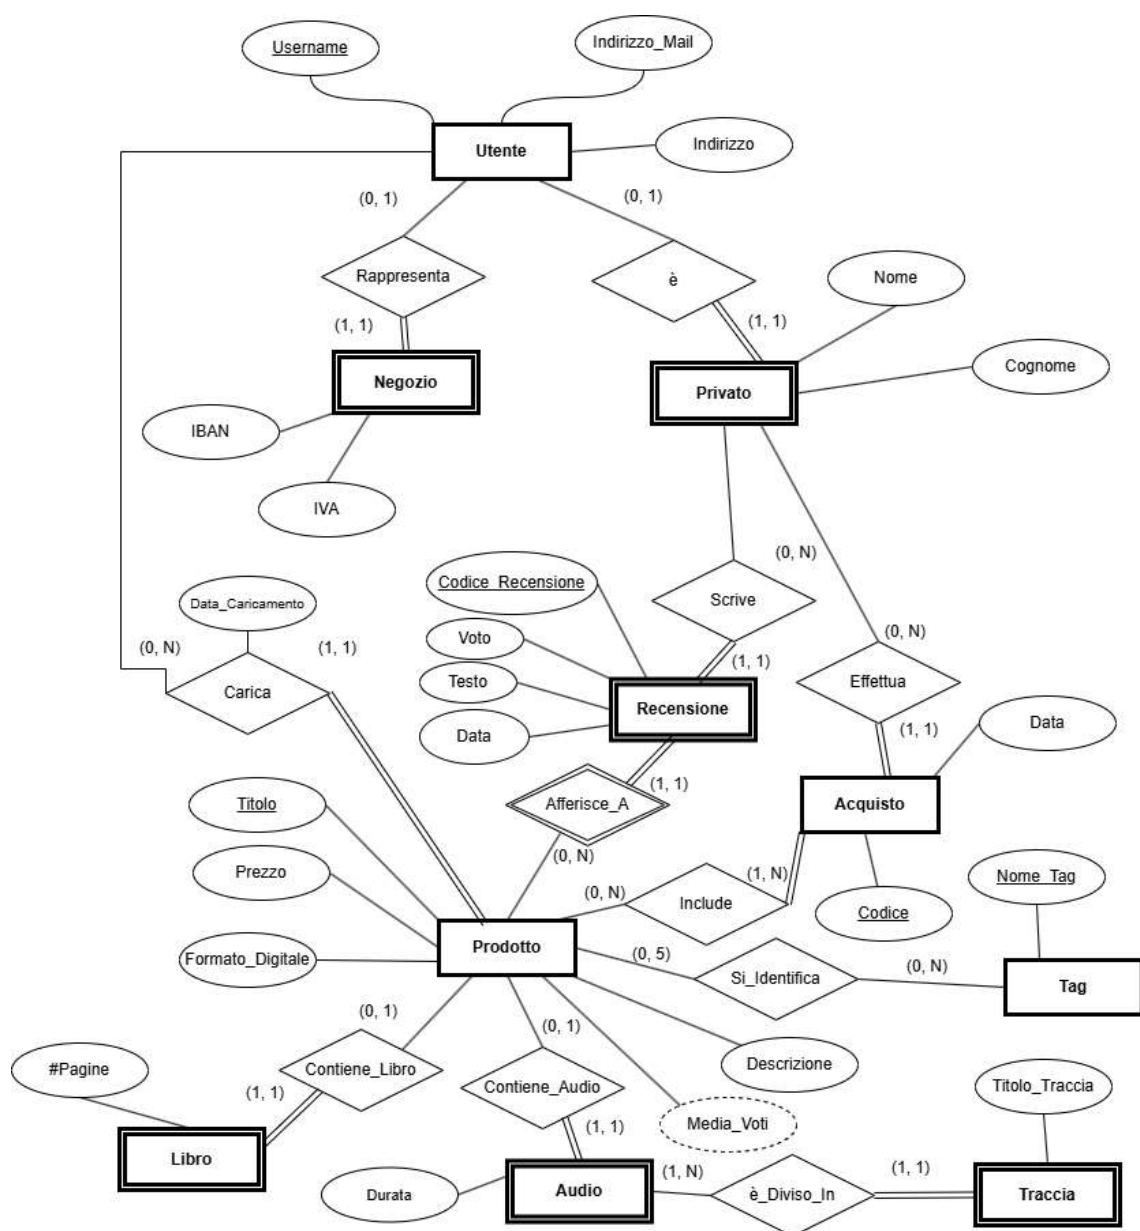 Username
Indirizzo_Mail
Utente
Indirizzo
(0, 1)
(0, 1)
Rappresenta
è
Nome
(1, 1)
(1, 1)
Negozio
Privato
Cognome
IBAN
IVA
(0, N)
Codice_Recensione
Scrive
Data_Caricamento
Voto
(0, N)
(1, 1)
(0, N)
(1, 1)
Testo
Effettua
Carica
Recensione
Data
Data
(1, 1)
(1, 1)
Titolo
Afferisce_A
Acquisto
(0, N)
Prezzo
(1, N)
Nome_Tag
(0, N)
Include
Codice
Prodotto
Formato_Digitale
(0, 5)
(0, N)
Si_Identifica
Tag
(0, 1)
(0, 1)
#Pagine
Contiene_Libro
Descrizione
Contiene_Audio
Titolo_Traccia
(1, 1)
(1, 1)
Media_Voti
Libro
(1, N)
(1, 1)
Durata
Audio
è_Diviso_In
Traccia